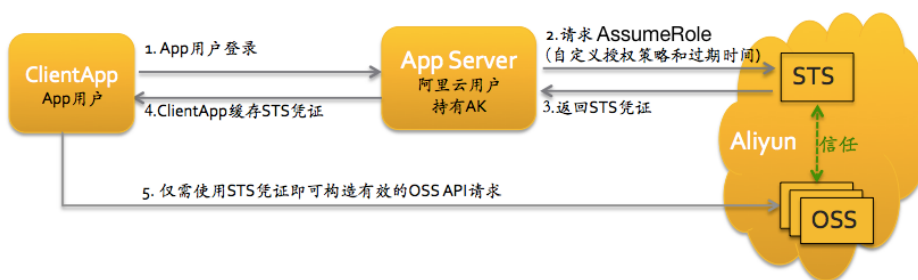 ClientApp
App用户
1. App用户登录
4.ClientApp缓存STS凭证
App Server
阿里云用户
持有AK
2.请求 AssumeRole
(自定义授权策略和过期时间)
3.返回STS凭证
STS
Aliyun
信任
OSS
5. 仅需使用STS凭证即可构造有效的OSS API请求